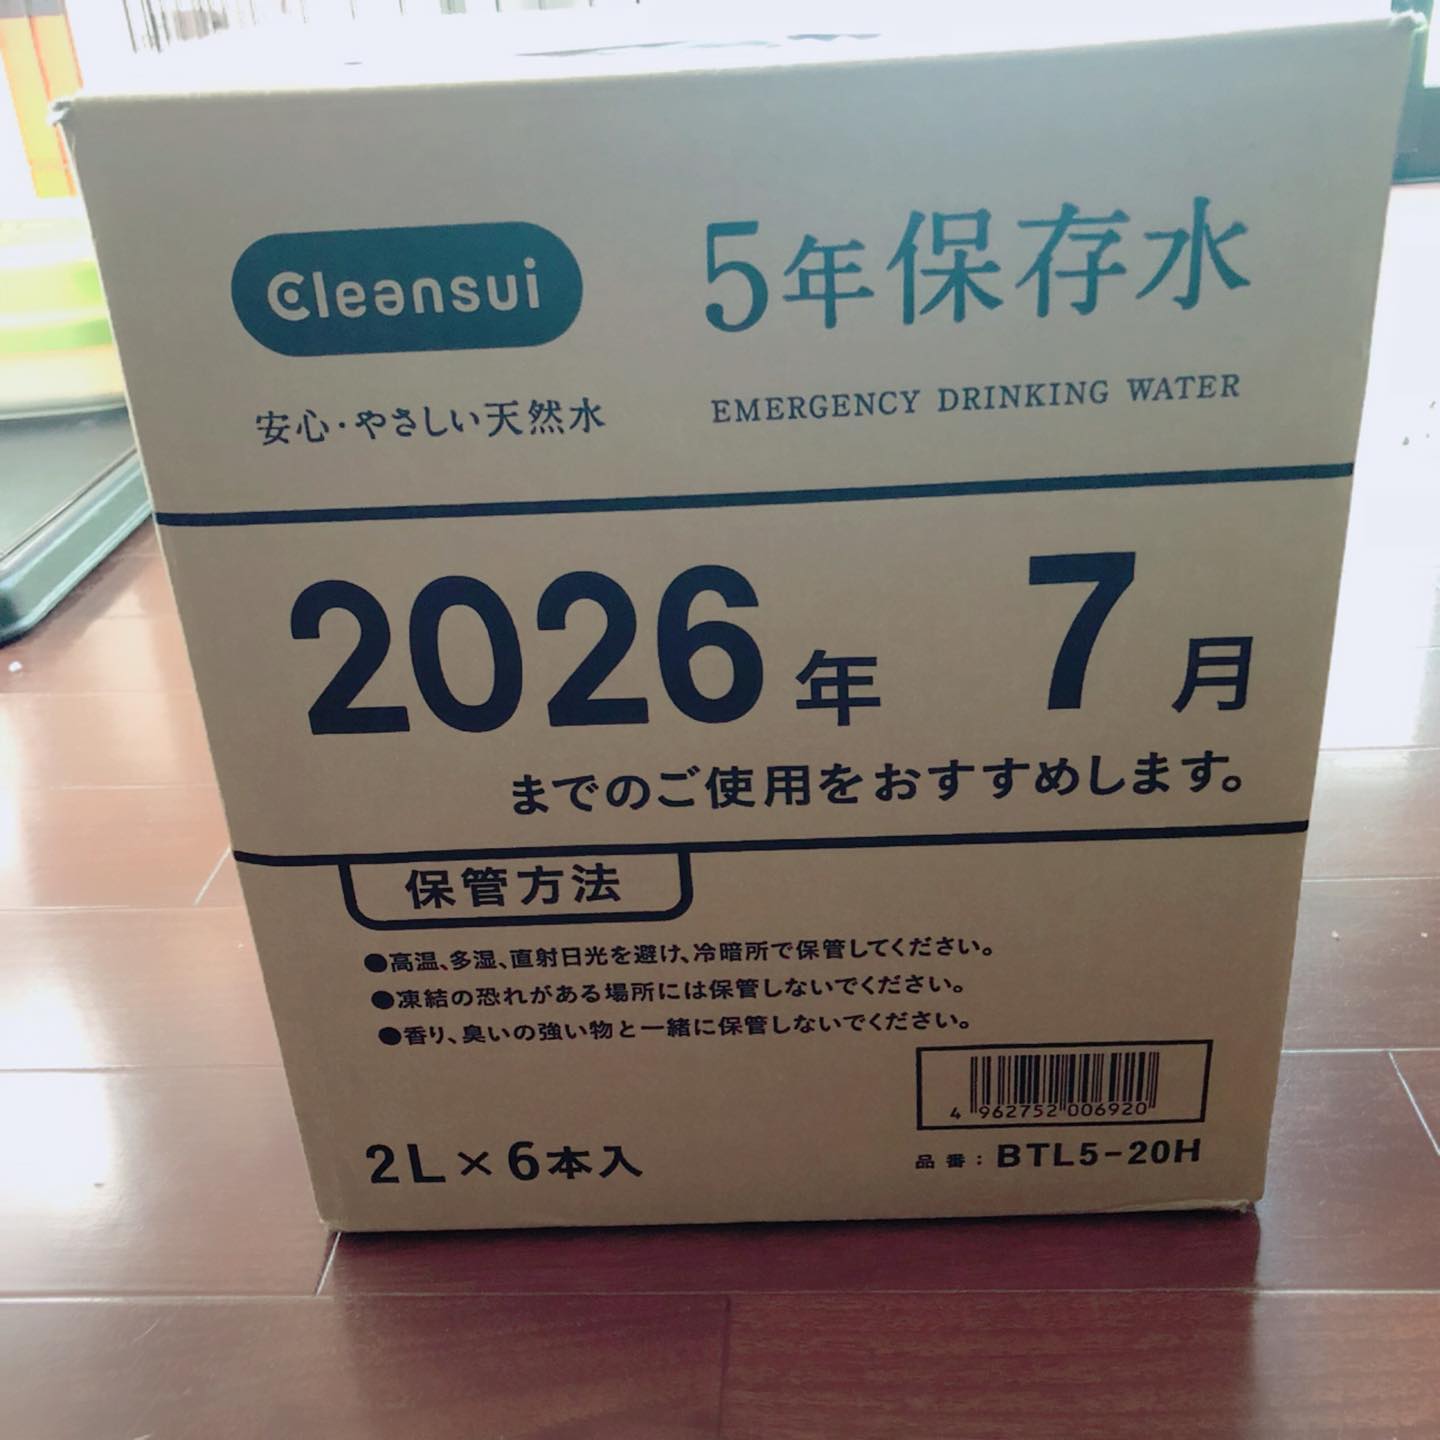 Cleansui
5年保存水
安心・やさしい天然水
EMERGENCY DRINKING WATER
2026年 7月
までのご使用をおすすめします。
保管方法
●高温、多湿、直射日光を避け、冷暗所で保管してください。
●凍結の恐れがある場所には保管しないでください。
●香り、臭いの強い物と一緒に保管しないでください。
4 962752 006920
2L×6本入
品番：BTL5-20H